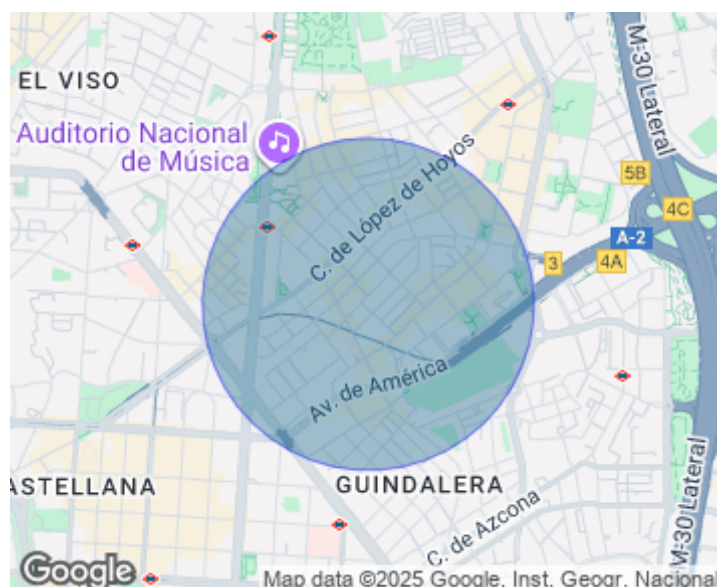 EL VISO
Auditorio Nacional
de Música
M-30 Lateral
C. de López de Hoyos
5B
4C
A-2
3
4A
Av. de América
ASTELLANA
GUINDALERA
C. de Azcona
M-30 Lateral
Google
Map data ©2025 Google, Inst. Geogr. Nacional